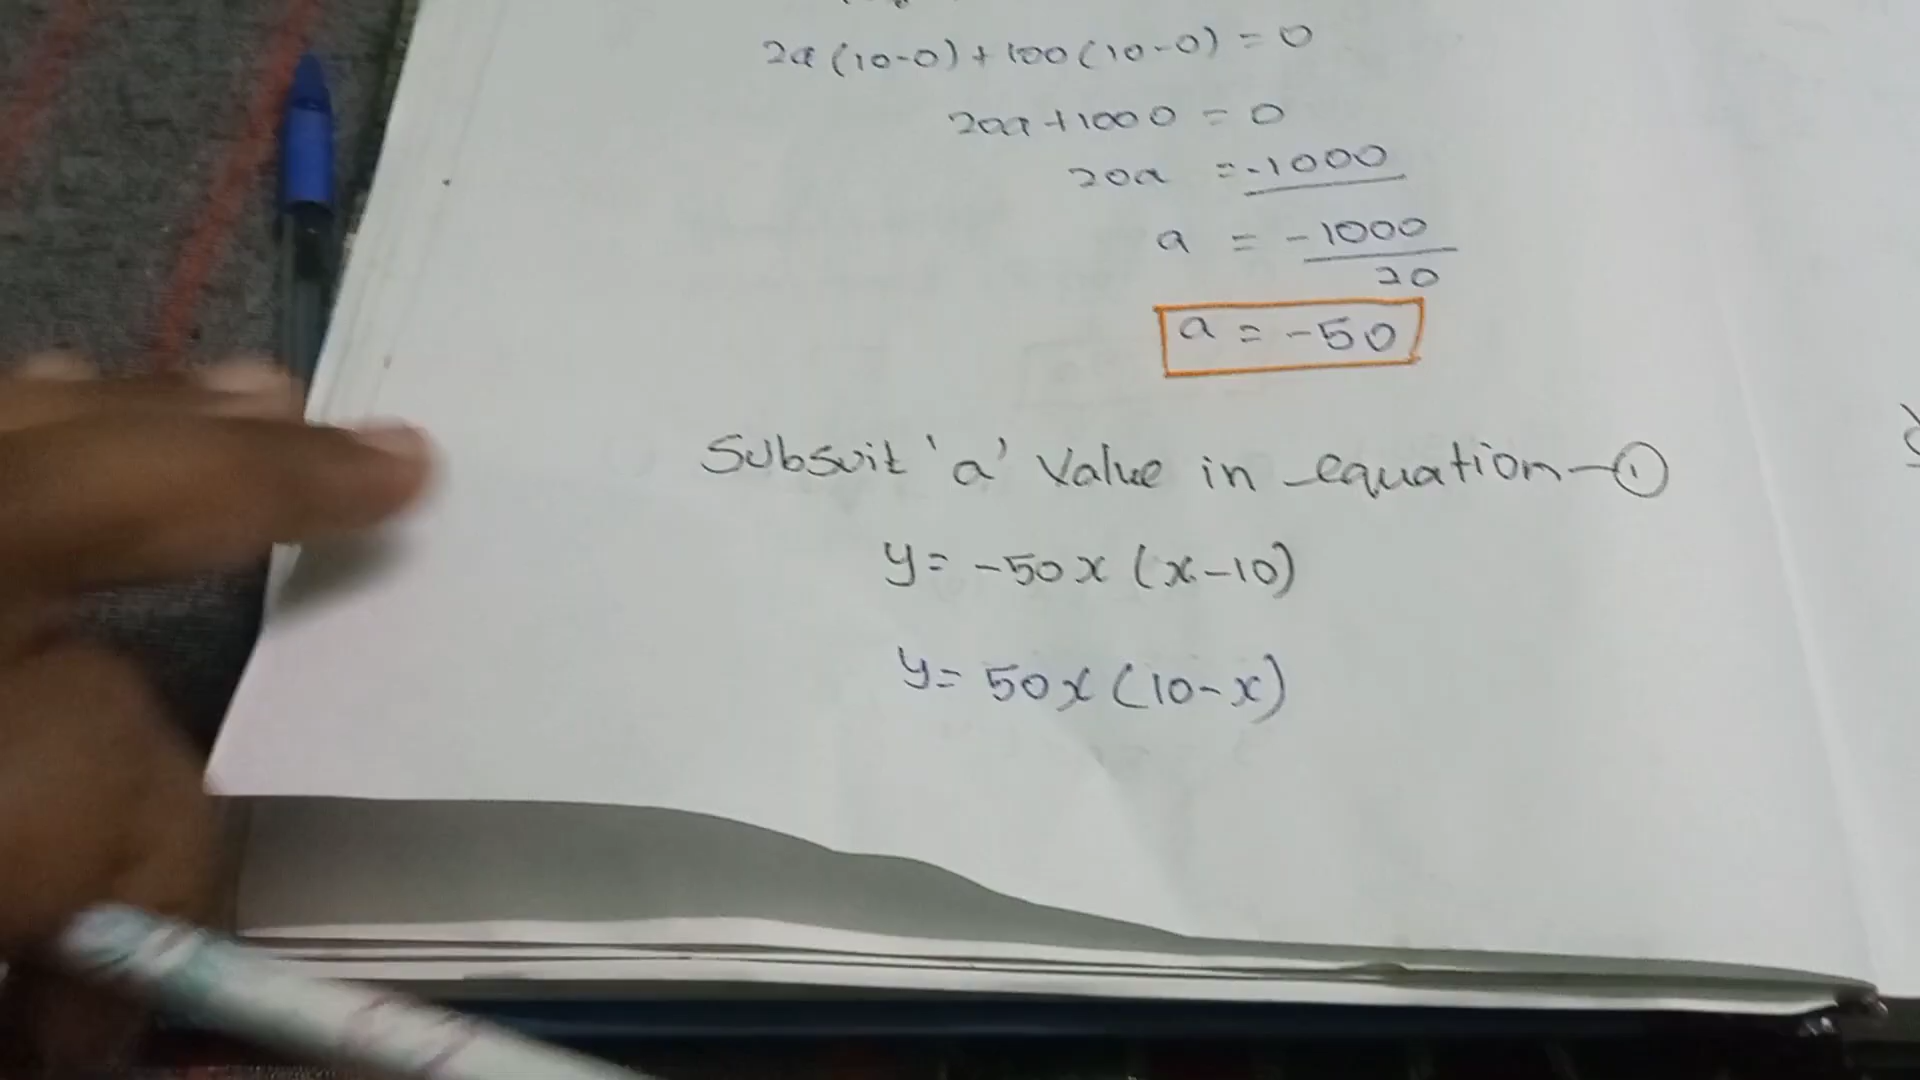 2a(10-0)+100(10-0)=0
20a+1000=0
20a=-1000
a=-1000
20
a=-50
Subsuit 'a' Value in equation-①
y=-50x(x-10)
y=50x(10-x)